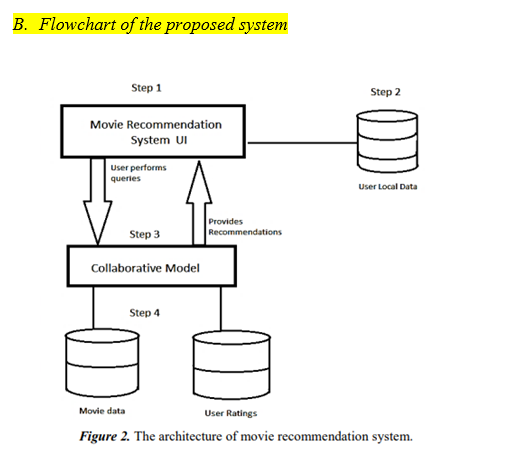 B. Flowchart of the proposed system
Step 1
Step 2
Movie Recommendation
System UI
User Local Data
User performs
queries
Provides
Recommendations
Step 3
Collaborative Model
Step 4
Movie data
User Ratings
Figure 2. The architecture of movie recommendation system.